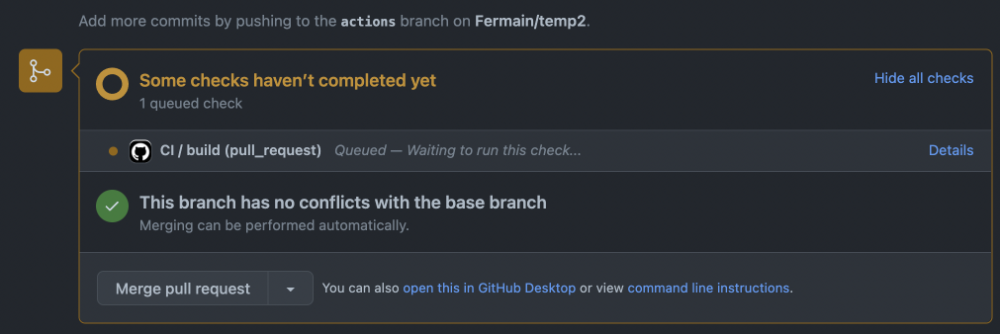 Add more commits by pushing to the actions branch on Fermain/temp2.
Some checks haven’t completed yet
Hide all checks
1 queued check
CI / build (pull_request) Queued — Waiting to run this check...
Details
This branch has no conflicts with the base branch
Merging can be performed automatically.
Merge pull request
You can also open this in GitHub Desktop or view command line instructions.